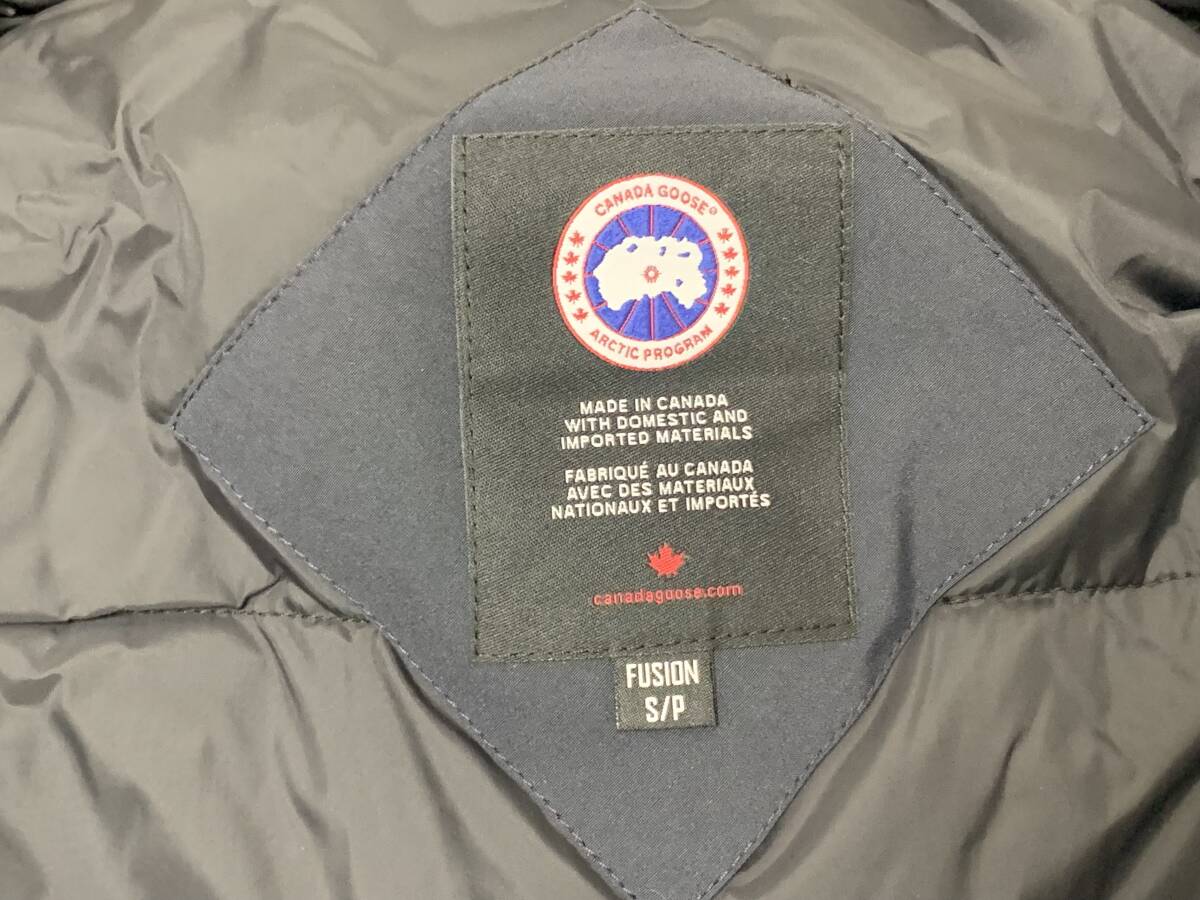 CANADA GOOSE®
ARCTIC PROGRAM
MADE IN CANADA
WITH DOMESTIC AND
IMPORTED MATERIALS
FABRIQUÉ AU CANADA
AVEC DES MATERIAUX
NATIONAUX ET IMPORTÉS
canadagoose.com
FUSION
S/P